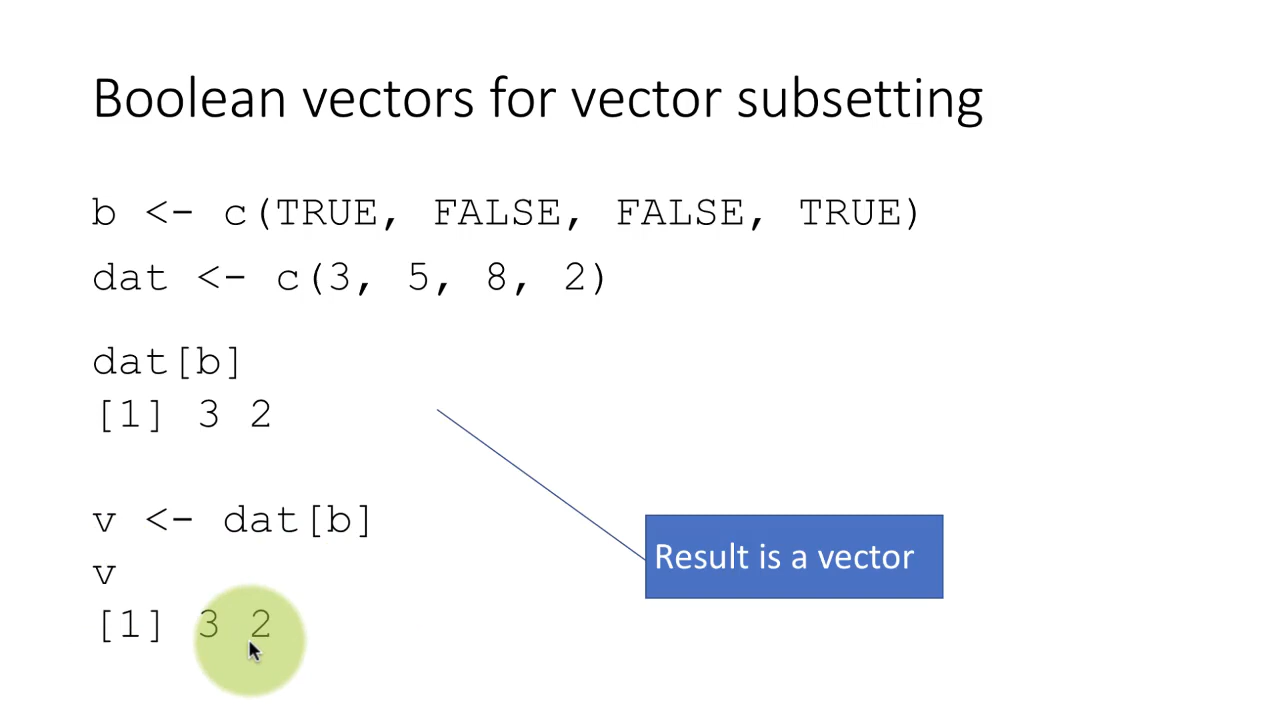 Boolean vectors for vector subsetting
b <- c(TRUE, FALSE, FALSE, TRUE)
dat <- c(3, 5, 8, 2)
dat[b]
[1] 3 2
v <- dat[b]
Result is a vector
v
[1] 3 2